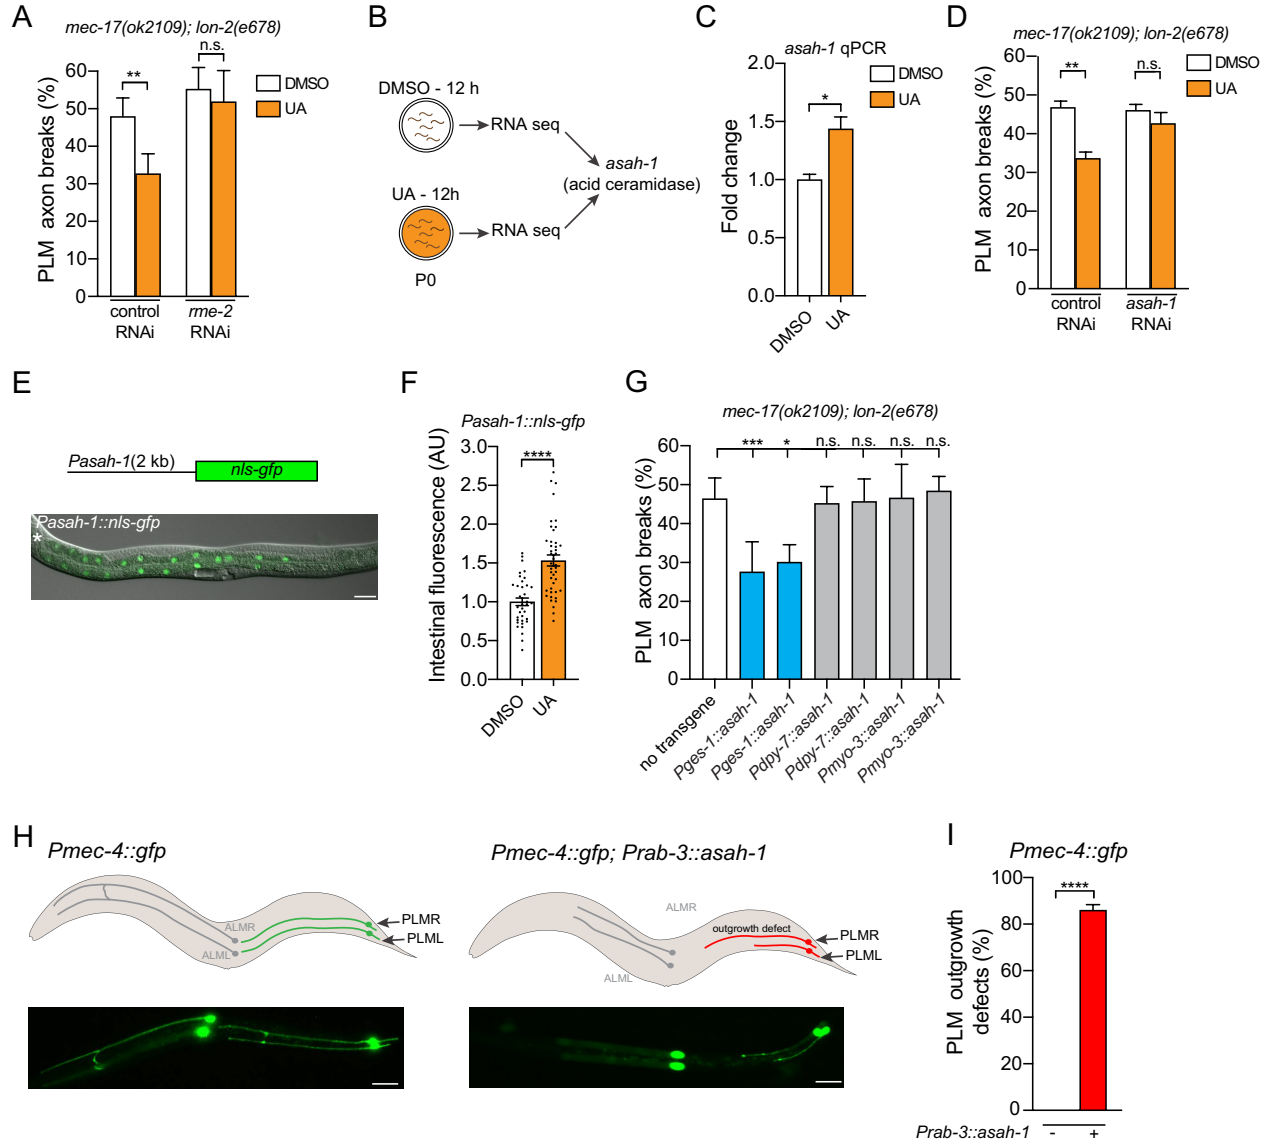 A
mec-17(ok2109); lon-2(e678)
n.s.
**
DMSO
UA
PLM axon breaks (%)
60
50
40
30
20
10
0
control
RNAi
rme-2
RNAi
B
DMSO - 12 h
RNA seq
asah-1
(acid ceramidase)
UA - 12h
RNA seq
P0
C
asah-1 qPCR
DMSO
UA
*
Fold change
2.0
1.5
1.0
0.5
0.0
DMSO
UA
D
mec-17(ok2109); lon-2(e678)
DMSO
UA
**
n.s.
PLM axon breaks (%)
60
50
40
30
20
10
0
control
RNAi
asah-1
RNAi
E
Pasah-1(2 kb)
nls-gfp
Pasah-1::nls-gfp
*
F
Pasah-1::nls-gfp
****
Intestinal fluorescence (AU)
3.0
2.5
2.0
1.5
1.0
0.5
0.0
DMSO
UA
G
mec-17(ok2109); lon-2(e678)
*** * n.s. n.s. n.s. n.s.
PLM axon breaks (%)
60
50
40
30
20
10
0
no transgene
Pges-1::asah-1
Pges-1::asah-1
Pdpy-7::asah-1
Pdpy-7::asah-1
Pmyo-3::asah-1
Pmyo-3::asah-1
H
Pmec-4::gfp
ALMR
ALML
PLMR
PLML
Pmec-4::gfp; Prab-3::asah-1
ALMR
ALML
outgrowth defect
PLMR
PLML
I
Pmec-4::gfp
****
PLM outgrowth
defects (%)
100
80
60
40
20
0
Prab-3::asah-1 - +